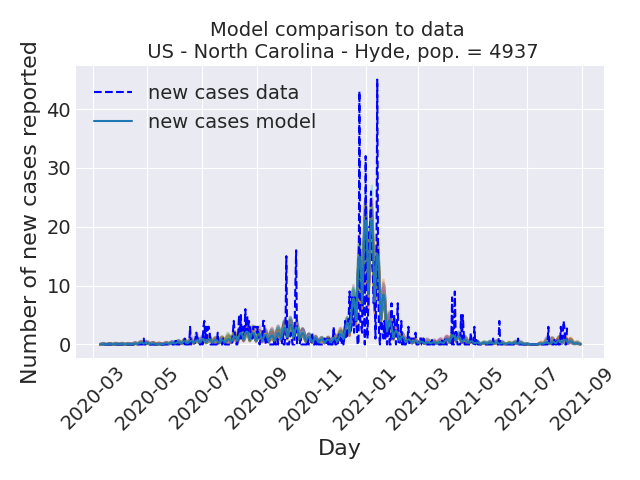 Model comparison to data
US - North Carolina - Hyde, pop. = 4937
Number of new cases reported
new cases data
new cases model
40
30
20
10
0
2020-03
2020-05
2020-07
2020-09
2020-11
2021-01
2021-03
2021-05
2021-07
2021-09
Day